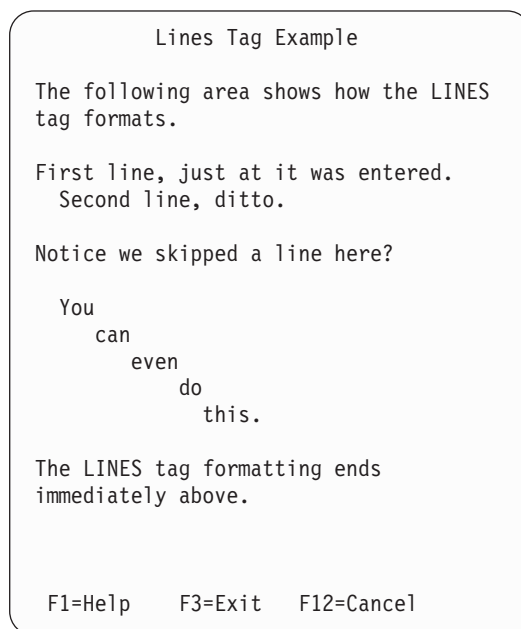 Lines Tag Example
The following area shows how the LINES
tag formats.
First line, just at it was entered.
Second line, ditto.
Notice we skipped a line here?
You
can
even
do
this.
The LINES tag formatting ends
immediately above.
F1=Help F3=Exit F12=Cancel